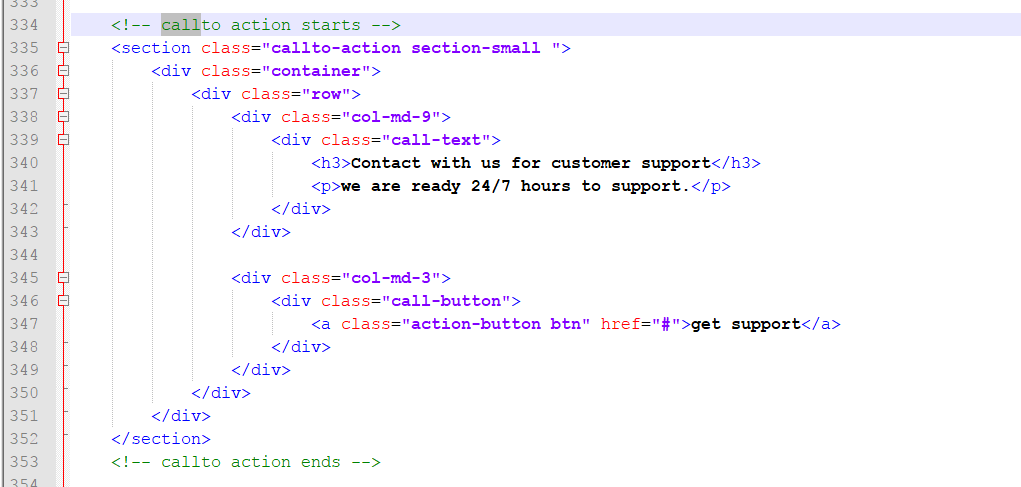 333
334 <!-- callto action starts -->
335 <section class="callto-action section-small ">
336 <div class="container">
337 <div class="row">
338 <div class="col-md-9">
339 <div class="call-text">
340 <h3>Contact with us for customer support</h3>
341 <p>we are ready 24/7 hours to support.</p>
342 </div>
343 </div>
344
345 <div class="col-md-3">
346 <div class="call-button">
347 <a class="action-button btn" href="#">get support</a>
348 </div>
349 </div>
350 </div>
351 </div>
352 </section>
353 <!-- callto action ends -->
354